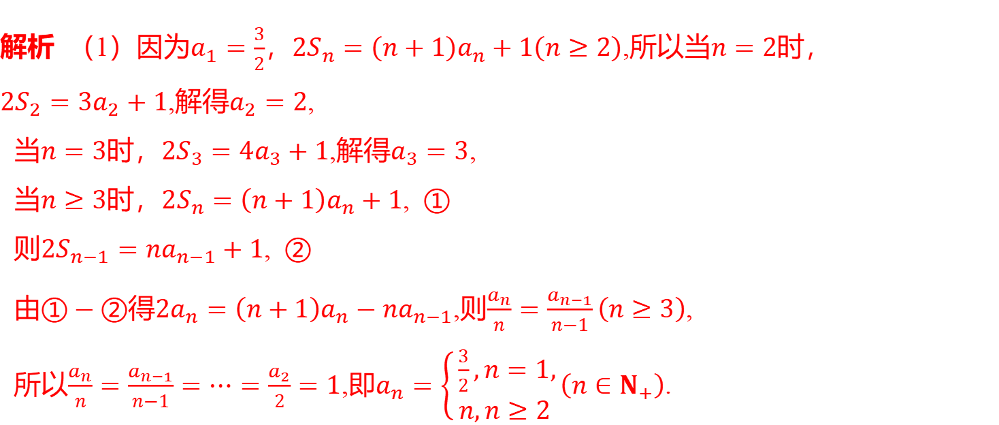 解析 （1）因为$a_1=\frac{3}{2}$，$2S_n=(n+1)a_n+1(n\geq 2)$,所以当$n=2$时，
$2S_2=3a_2+1$,解得$a_2=2$,
当$n=3$时，$2S_3=4a_3+1$,解得$a_3=3$,
当$n\geq 3$时，$2S_n=(n+1)a_n+1$, ①
则$2S_{n-1}=na_{n-1}+1$, ②
由①－②得$2a_n=(n+1)a_n-na_{n-1}$,则$\frac{a_n}{n}=\frac{a_{n-1}}{n-1}(n\geq 3)$,
所以$\frac{a_n}{n}=\frac{a_{n-1}}{n-1}=\cdots=\frac{a_2}{2}=1$,即$a_n=\begin{cases}\frac{3}{2},n=1,\\n,n\geq 2\end{cases}(n\in \mathbf{N}_+)$.